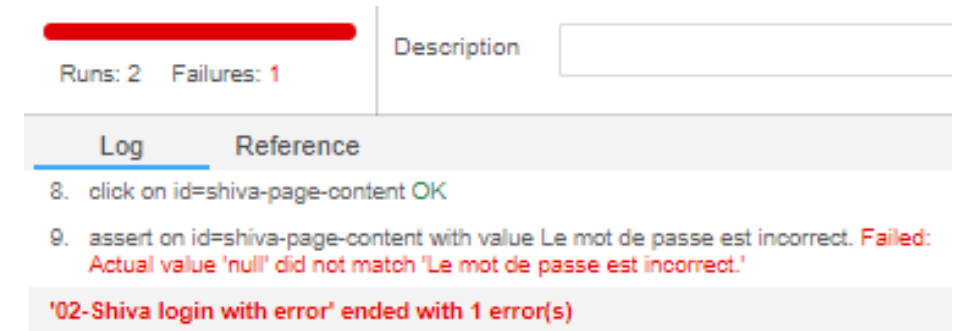 Description
Runs: 2 Failures: 1
Log Reference
8. click on id=shiva-page-content OK
9. assert on id=shiva-page-content with value Le mot de passe est incorrect. Failed:
Actual value 'null' did not match 'Le mot de passe est incorrect.'
'02-Shiva login with error' ended with 1 error(s)